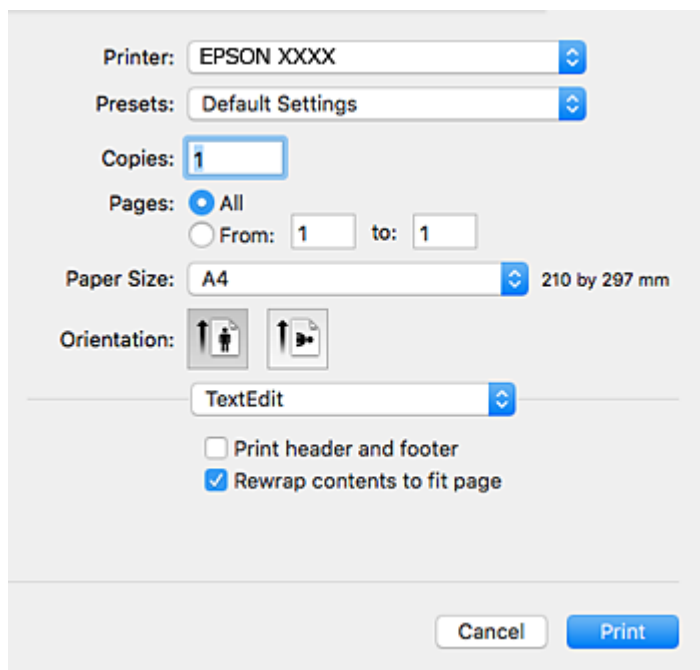 Printer: EPSON XXXX
Presets: Default Settings
Copies: 1
Pages: All
From: 1 to: 1
Paper Size: A4 210 by 297 mm
Orientation:
TextEdit
Print header and footer
Rewrap contents to fit page
Cancel Print